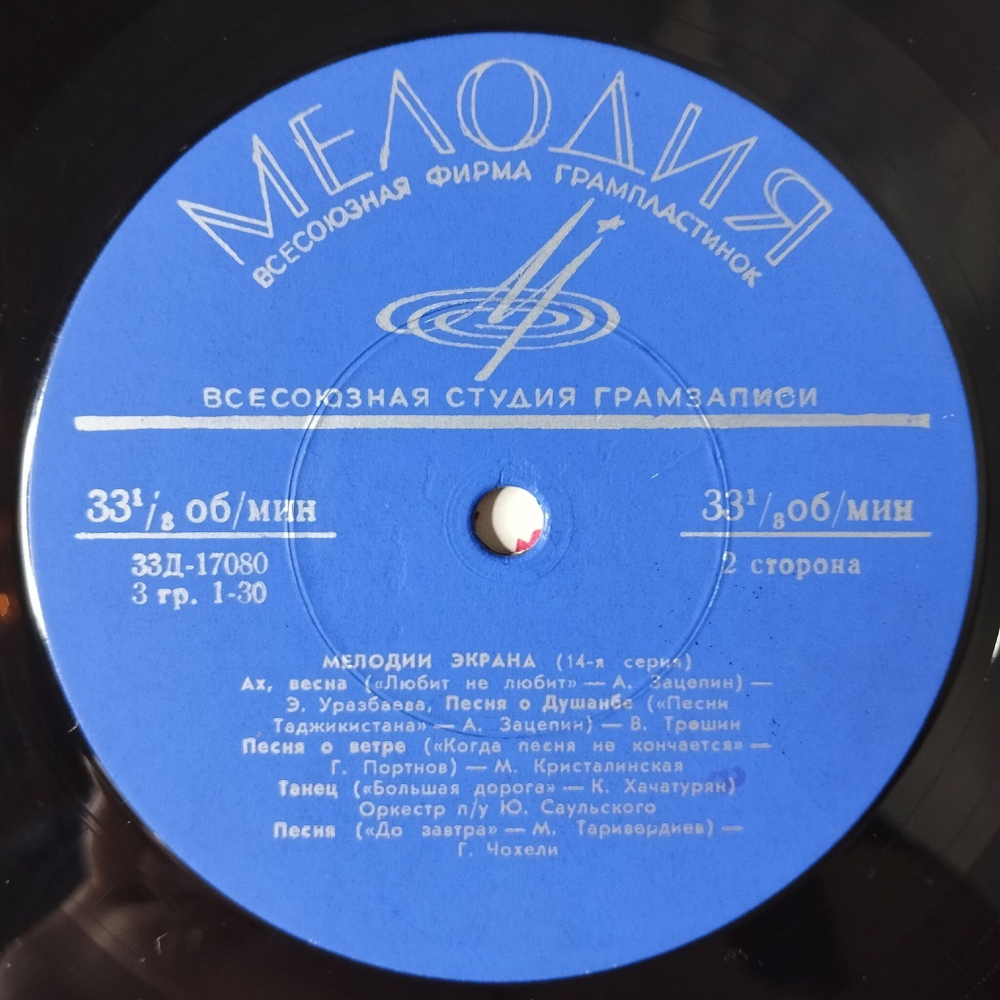 МЕЛОДИЯ
ВСЕСОЮЗНАЯ ФИРМА ГРАМПЛАСТИНОК
ВСЕСОЮЗНАЯ СТУДИЯ ГРАМЗАПИСИ
33¹/₃ об/мин
33¹/₃ об/мин
33Д-17080
2 сторона
3 гр. 1-30
МЕЛОДИИ ЭКРАНА (14-я серия)
Ах, весна («Любит не любит» — А. Зацепин) —
Э. Уразбаева, Песня о Душанбе («Песни
Таджикистана» — А. Зацепин) — В. Трошин
Песня о ветре («Когда песня не кончается» —
Г. Портнов) — М. Кристалинская
Танец («Большая дорога» — К. Хачатурян)
Оркестр п/у Ю. Саульского
Песня («До завтра» — М. Таривердиев) —
Г. Чохели